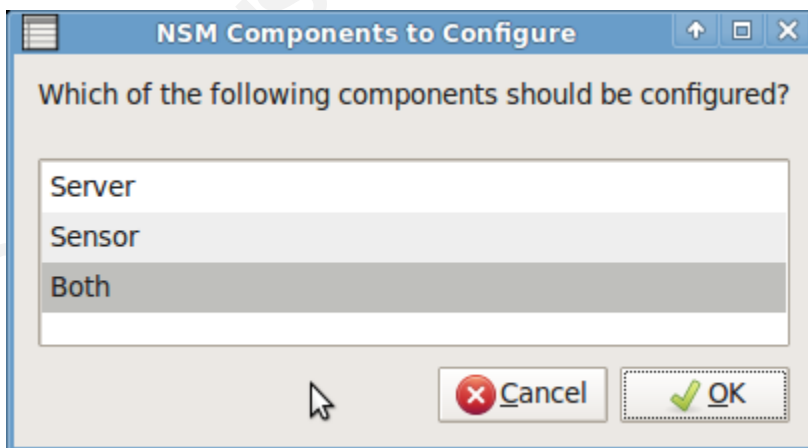 NSM Components to Configure
Which of the following components should be configured?
Server
Sensor
Both
Cancel
OK